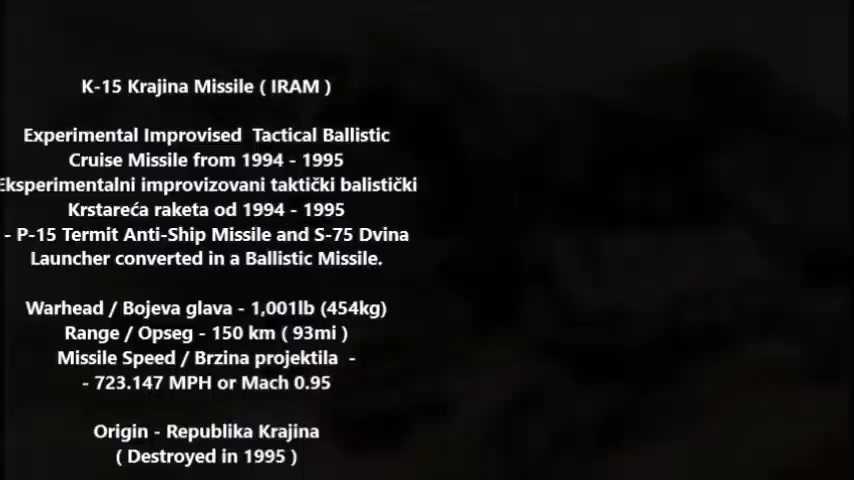 K-15 Krajina Missile ( IRAM )
Experimental Improvised Tactical Ballistic
Cruise Missile from 1994 - 1995
Eksperimentalni improvizovani taktički balistički
Krstareća raketa od 1994 - 1995
- P-15 Termit Anti-Ship Missile and S-75 Dvina
Launcher converted in a Ballistic Missile.
Warhead / Bojeva glava - 1,001lb (454kg)
Range / Opseg - 150 km ( 93mi )
Missile Speed / Brzina projektila -
- 723.147 MPH or Mach 0.95
Origin - Republika Krajina
( Destroyed in 1995 )